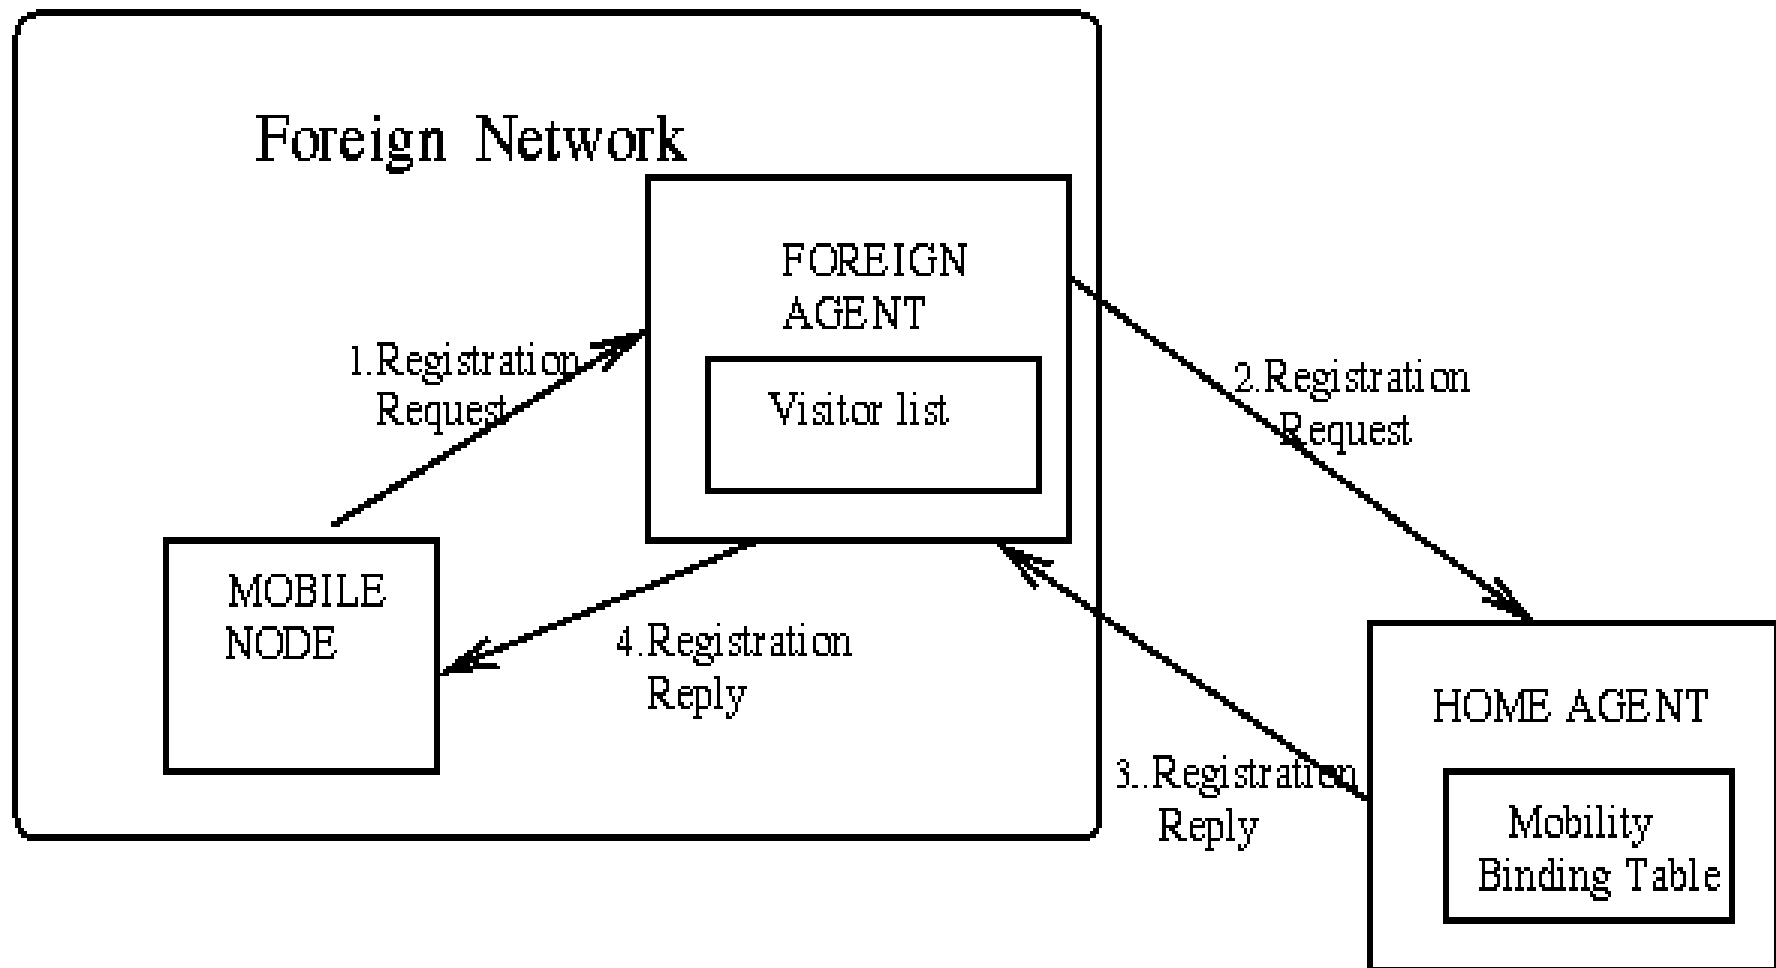 Foreign Network
FOREIGN
AGENT
Visitor list
1.Registration
Request
2.Registration
Request
MOBILE
NODE
4.Registration
Reply
HOME AGENT
3..Registration
Reply
Mobility
Binding Table